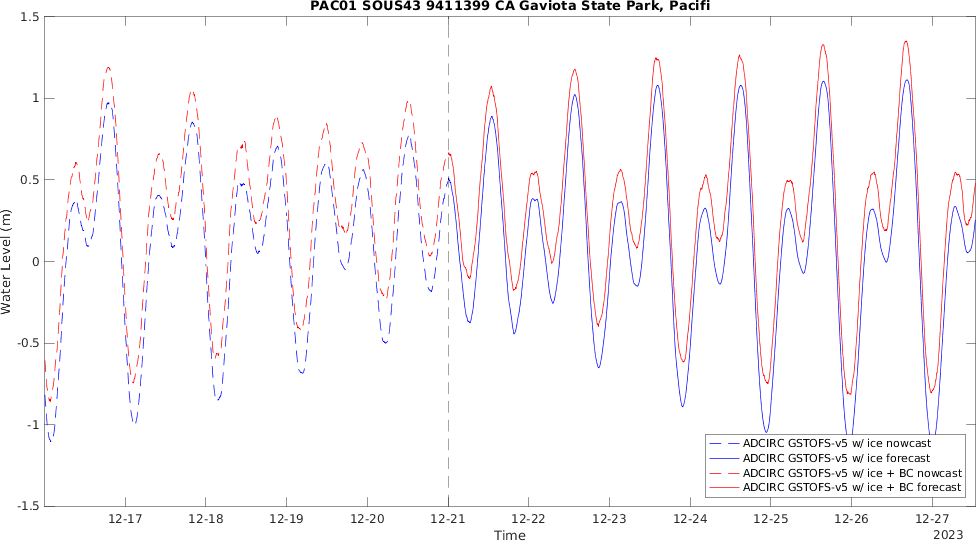 PAC01 SOUS43 9411399 CA Gaviota State Park, Pacifi
1.5
1
0.5
0
-0.5
-1
-1.5
Water Level (m)
12-17 12-18 12-19 12-20 12-21 12-22 12-23 12-24 12-25 12-26 12-27
Time
2023
ADCIRC GSTOFS-v5 w/ ice nowcast
ADCIRC GSTOFS-v5 w/ ice forecast
ADCIRC GSTOFS-v5 w/ ice + BC nowcast
ADCIRC GSTOFS-v5 w/ ice + BC forecast